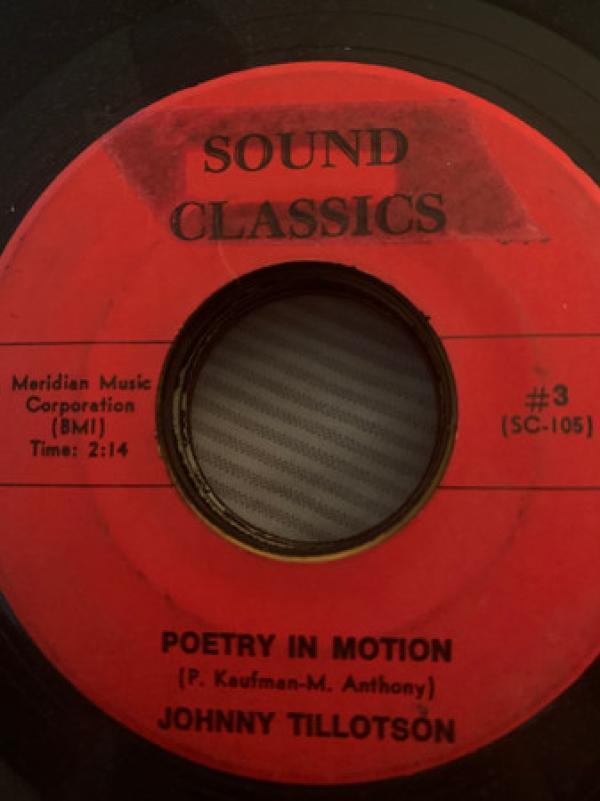 SOUND
CLASSICS
Meridian Music
Corporation
(BMI)
Time: 2:14
#3
(SC-105)
POETRY IN MOTION
(P. Kaufman-M. Anthony)
JOHNNY TILLOTSON